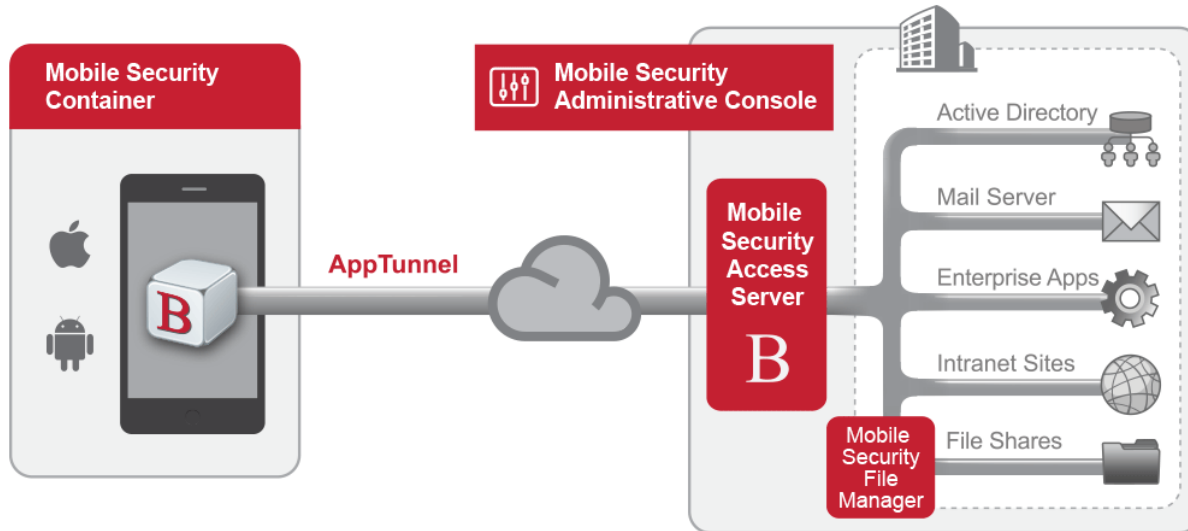 Mobile Security
Container
B
AppTunnel
Mobile Security
Administrative Console
Mobile
Security
Access
Server
B
Active Directory
Mail Server
Enterprise Apps
Intranet Sites
File Shares
Mobile
Security
File
Manager